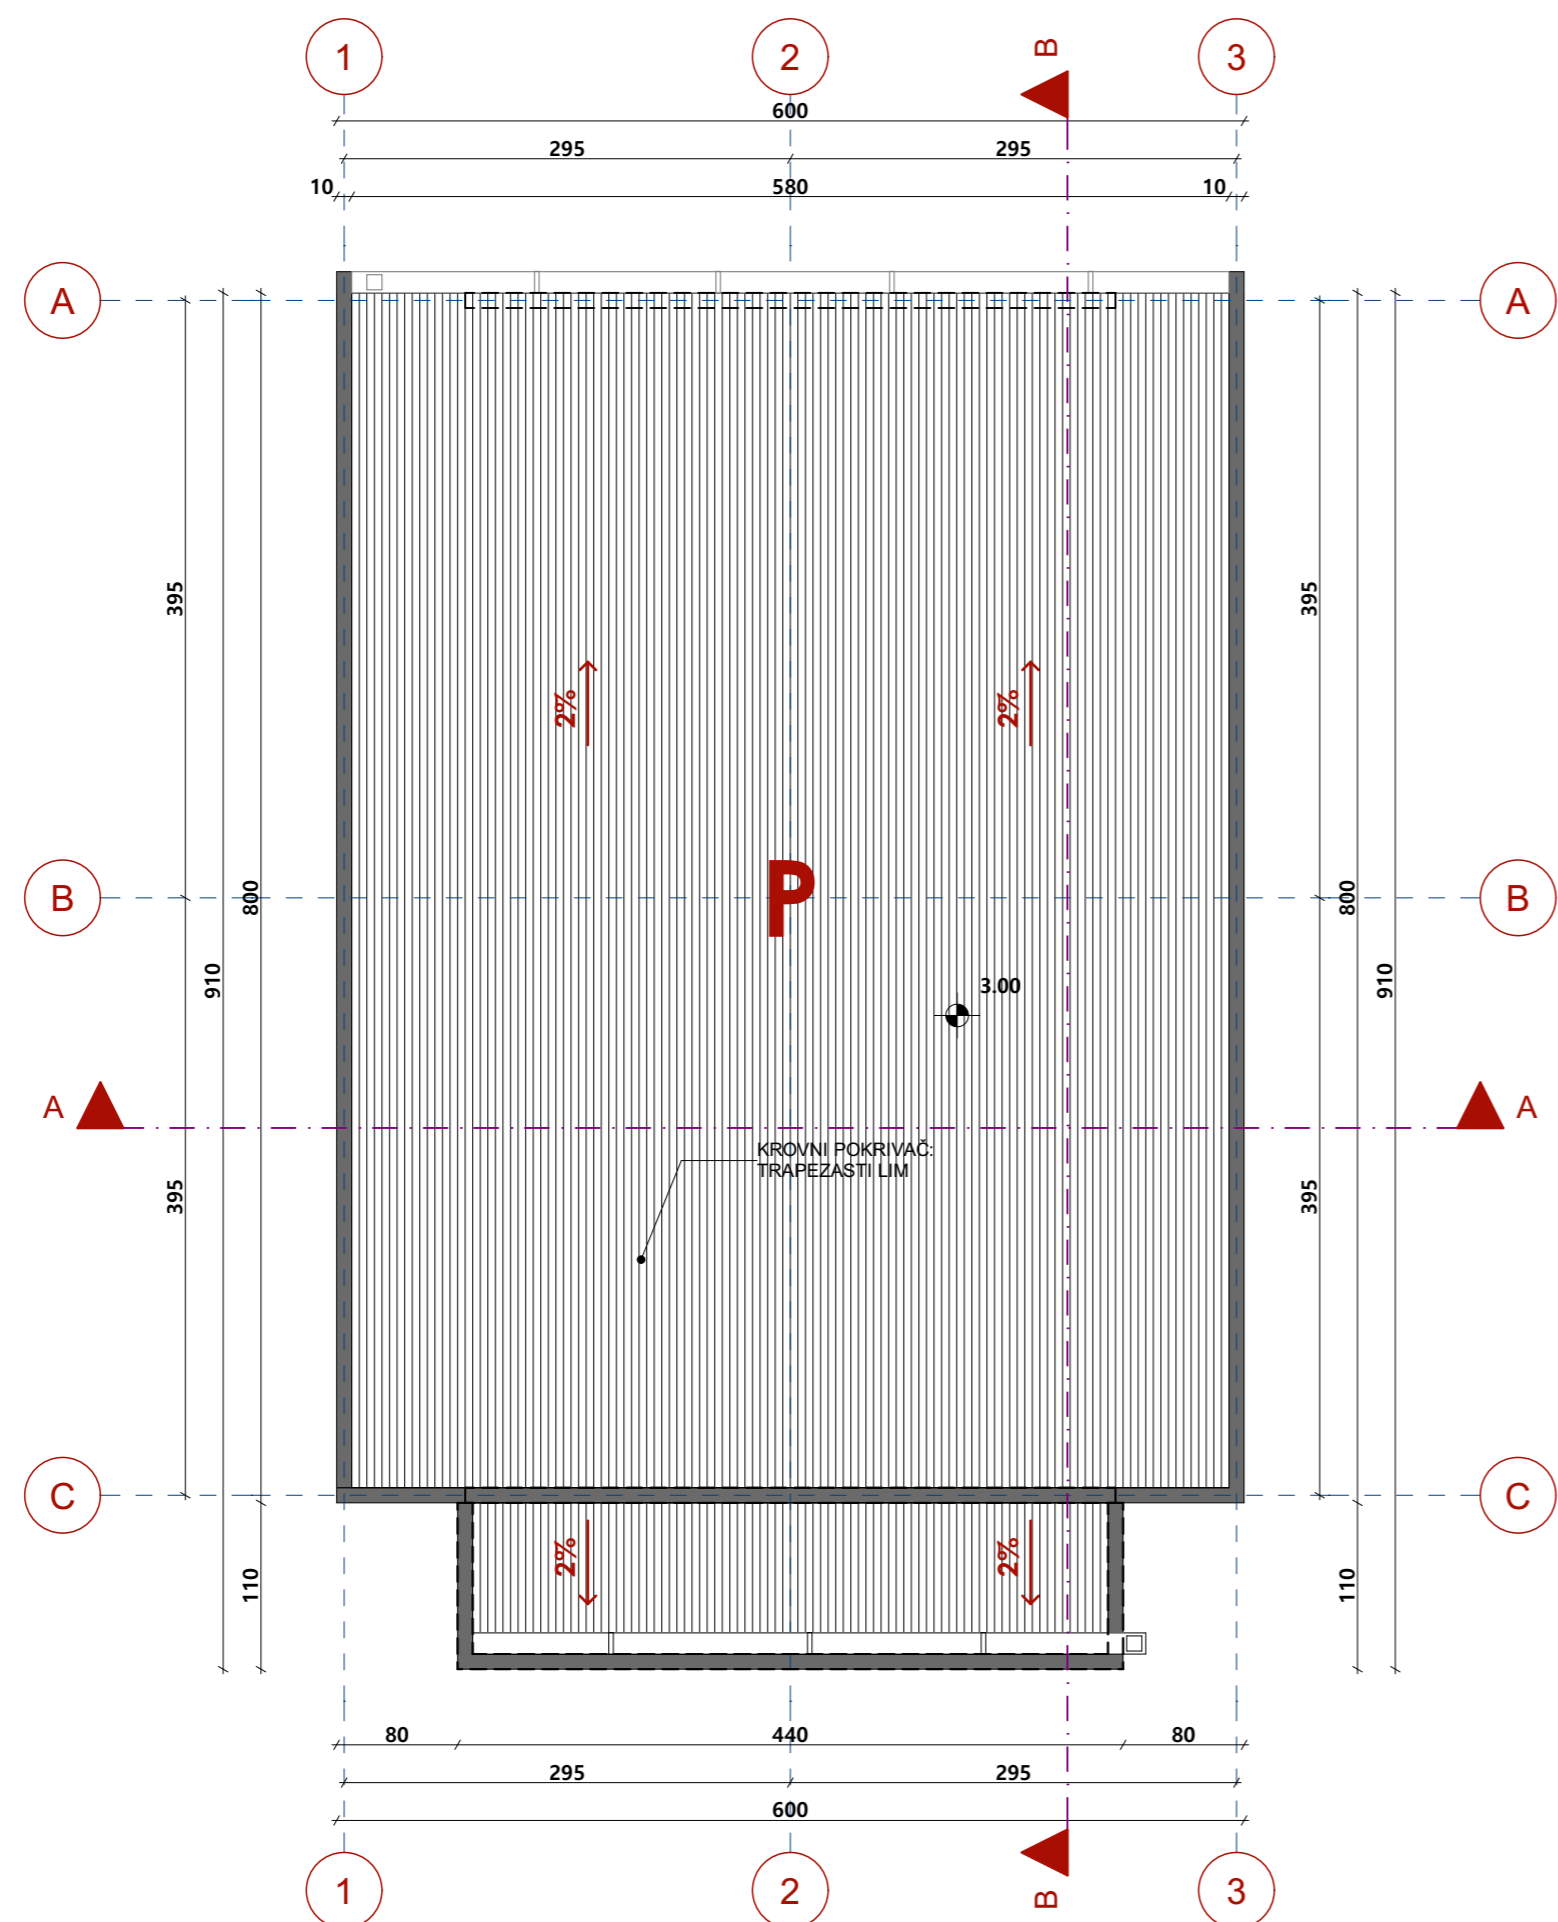 1 2 B 3
600
295 295
10 580 10
A A
395 395
2% 2%
B P B
800 800
910 910
3.00
A A
KROVNI POKRIVAČ:
TRAPEZASTI LIM
395 395
C C
2% 2%
110 110
80 440 80
295 295
600
1 2 B 3